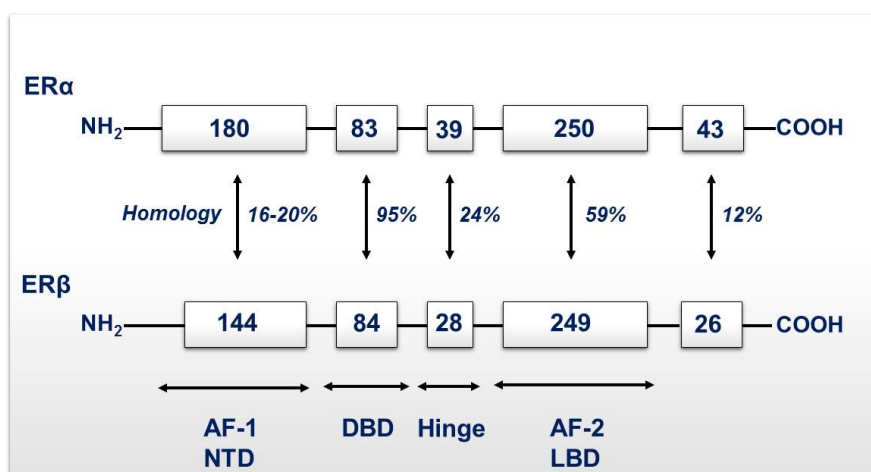 ERα
NH₂ 180 83 39 250 43 COOH
Homology 16-20% 95% 24% 59% 12%
ERβ
NH₂ 144 84 28 249 26 COOH
AF-1 DBD Hinge AF-2
NTD LBD